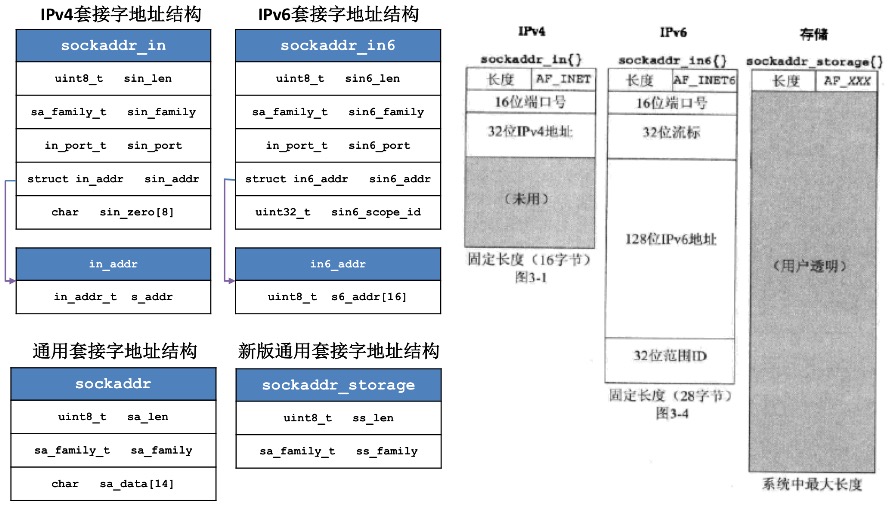 IPv4套接字地址结构
sockaddr_in
uint8_t sin_len
sa_family_t sin_family
in_port_t sin_port
struct in_addr sin_addr
char sin_zero[8]
in_addr
in_addr_t s_addr
IPv6套接字地址结构
sockaddr_in6
uint8_t sin6_len
sa_family_t sin6_family
in_port_t sin6_port
struct in6_addr sin6_addr
uint32_t sin6_scope_id
in6_addr
uint8_t s6_addr[16]
通用套接字地址结构
sockaddr
uint8_t sa_len
sa_family_t sa_family
char sa_data[14]
新版通用套接字地址结构
sockaddr_storage
uint8_t ss_len
sa_family_t ss_family
IPv4
sockaddr_in{}
长度 AF_INET
16位端口号
32位IPv4地址
(未用)
固定长度(16字节)
图3-1
IPv6
sockaddr_in6{}
长度 AF_INET6
16位端口号
32位流标
128位IPv6地址
32位范围ID
固定长度(28字节)
图3-4
存储
sockaddr_storage{}
长度 AF_XXX
(用户透明)
系统中最大长度